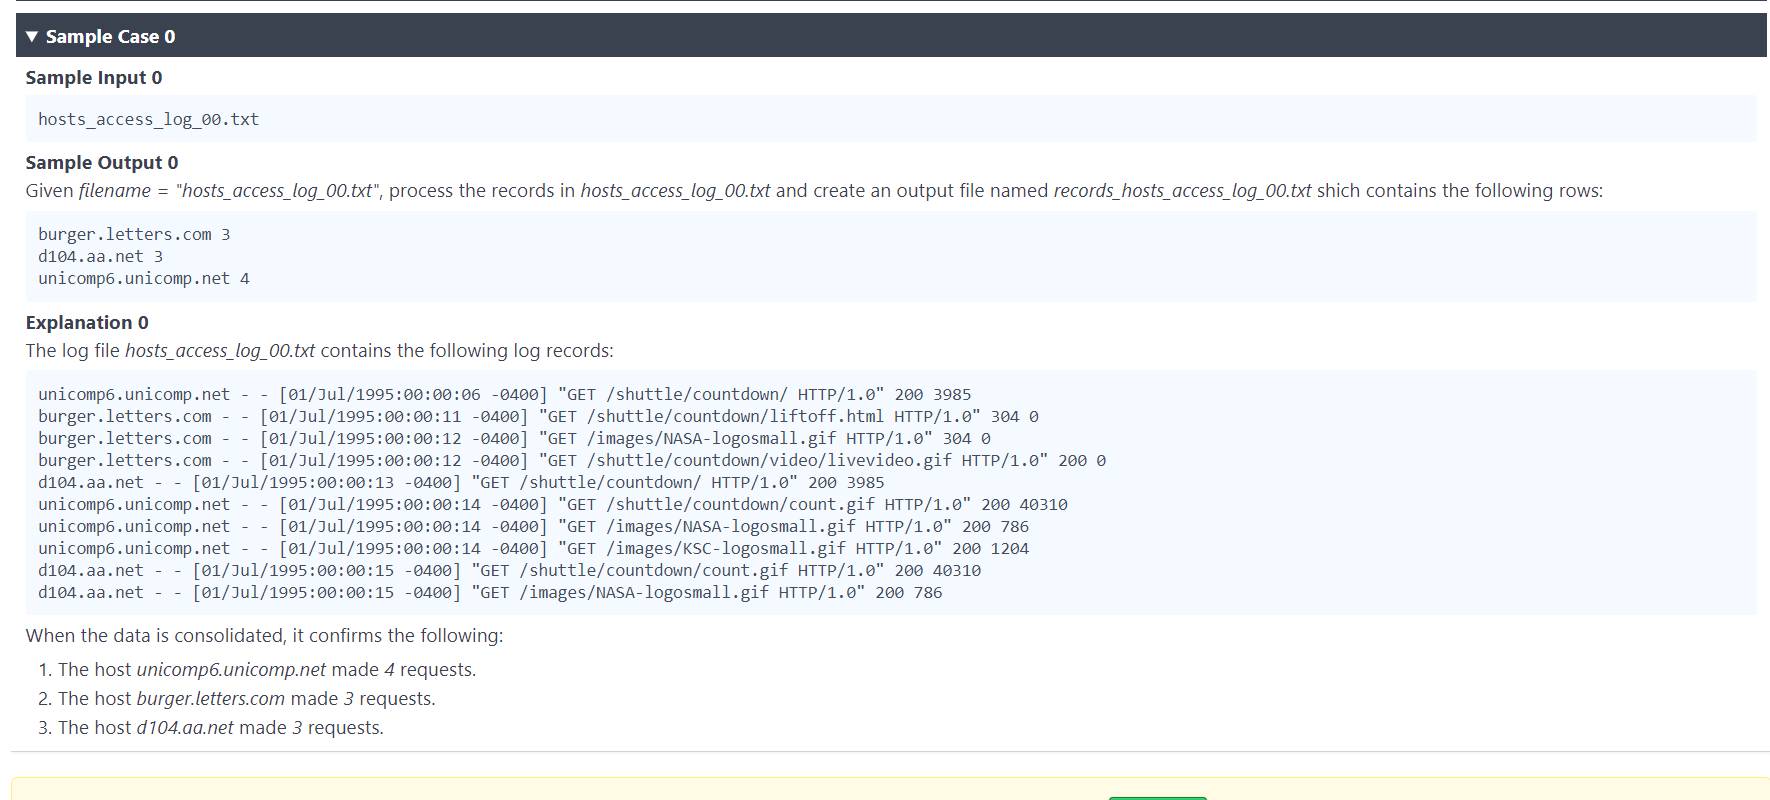 ▼ Sample Case 0
Sample Input 0
hosts_access_log_00.txt
Sample Output 0
Given filename = "hosts_access_log_00.txt", process the records in hosts_access_log_00.txt and create an output file named records_hosts_access_log_00.txt shich contains the following rows:
burger.letters.com 3
d104.aa.net 3
unicomp6.unicomp.net 4
Explanation 0
The log file hosts_access_log_00.txt contains the following log records:
unicomp6.unicomp.net - - [01/Jul/1995:00:00:06 -0400] "GET /shuttle/countdown/ HTTP/1.0" 200 3985
burger.letters.com - - [01/Jul/1995:00:00:11 -0400] "GET /shuttle/countdown/liftoff.html HTTP/1.0" 304 0
burger.letters.com - - [01/Jul/1995:00:00:12 -0400] "GET /images/NASA-logosmall.gif HTTP/1.0" 304 0
burger.letters.com - - [01/Jul/1995:00:00:12 -0400] "GET /shuttle/countdown/video/livevideo.gif HTTP/1.0" 200 0
d104.aa.net - - [01/Jul/1995:00:00:13 -0400] "GET /shuttle/countdown/ HTTP/1.0" 200 3985
unicomp6.unicomp.net - - [01/Jul/1995:00:00:14 -0400] "GET /shuttle/countdown/count.gif HTTP/1.0" 200 40310
unicomp6.unicomp.net - - [01/Jul/1995:00:00:14 -0400] "GET /images/NASA-logosmall.gif HTTP/1.0" 200 786
unicomp6.unicomp.net - - [01/Jul/1995:00:00:14 -0400] "GET /images/KSC-logosmall.gif HTTP/1.0" 200 1204
d104.aa.net - - [01/Jul/1995:00:00:15 -0400] "GET /shuttle/countdown/count.gif HTTP/1.0" 200 40310
d104.aa.net - - [01/Jul/1995:00:00:15 -0400] "GET /images/NASA-logosmall.gif HTTP/1.0" 200 786
When the data is consolidated, it confirms the following:
1. The host unicomp6.unicomp.net made 4 requests.
2. The host burger.letters.com made 3 requests.
3. The host d104.aa.net made 3 requests.